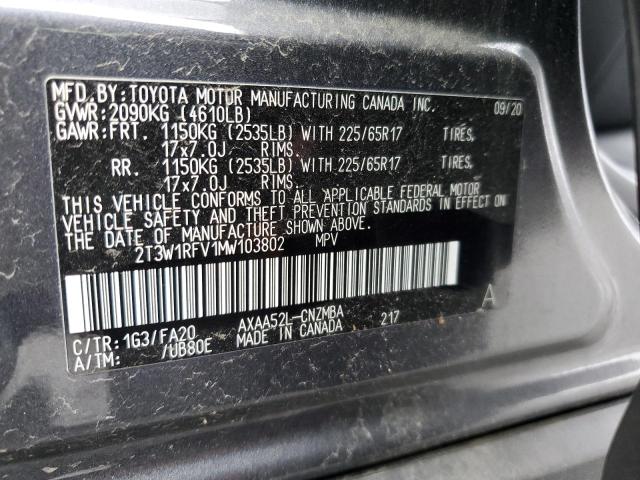 MFD.BY:TOYOTA MOTOR MANUFACTURING CANADA INC. 09/20
GVWR:2090KG (4610LB)
GAWR:FRT. 1150KG (2535LB) WITH 225/65R17 TIRES,
17x7.0J RIMS.
RR. 1150KG (2535LB) WITH 225/65R17 TIRES,
17x7.0J RIMS.
THIS VEHICLE CONFORMS TO ALL APPLICABLE FEDERAL MOTOR
VEHICLE SAFETY AND THEFT PREVENTION STANDARDS IN EFFECT ON
THE DATE OF MANUFACTURE SHOWN ABOVE.
2T3W1RFV1MW103802 MPV
A
C/TR:1G3/FA20 AXAA52L-CNZMBA 217
A/TM: /UB80E MADE IN CANADA